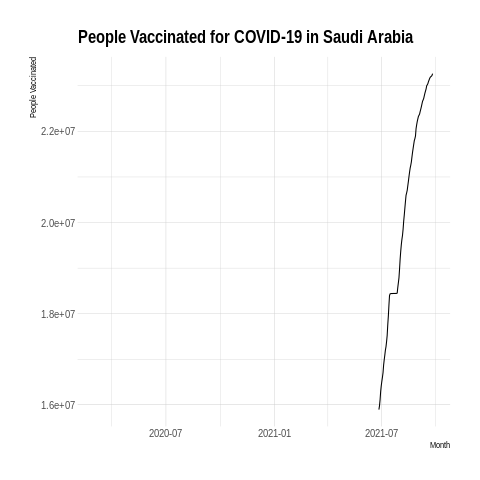 People Vaccinated for COVID-19 in Saudi Arabia
People Vaccinated
2.2e+07
2.0e+07
1.8e+07
1.6e+07
2020-07 2021-01 2021-07
Month